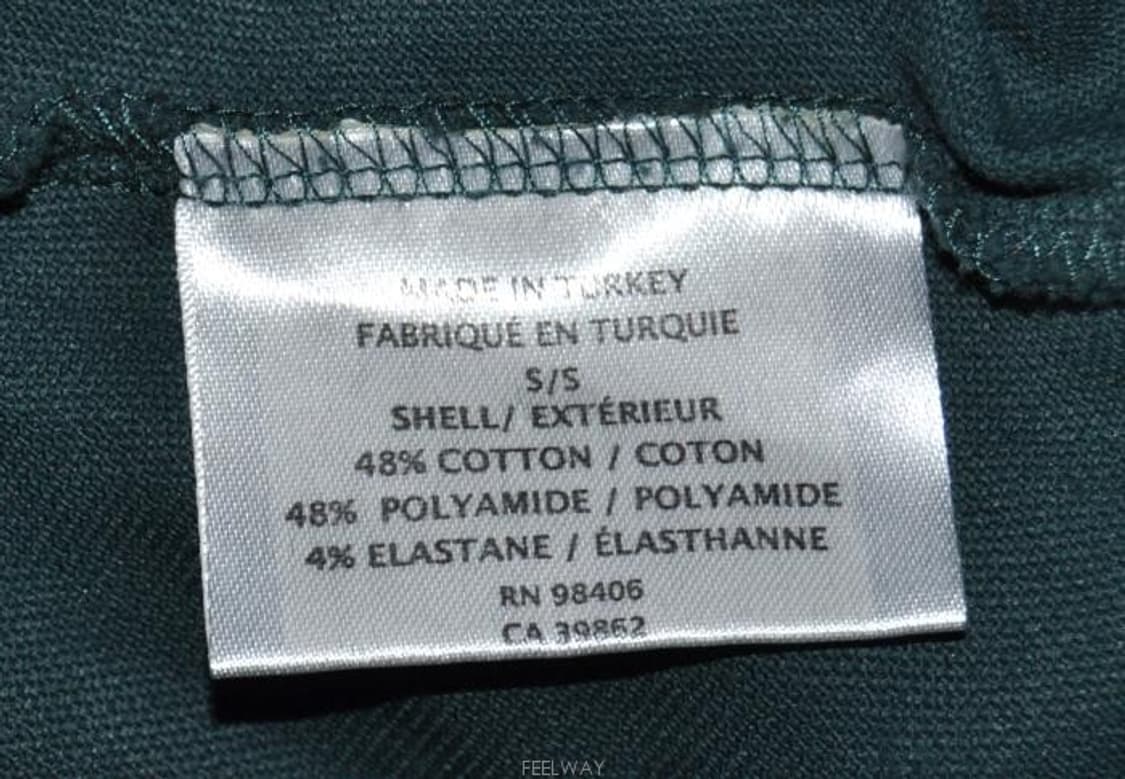 MADE IN TURKEY
FABRIQUÉ EN TURQUIE
S/S
SHELL/ EXTÉRIEUR
48% COTTON / COTON
48% POLYAMIDE / POLYAMIDE
4% ELASTANE / ÉLASTHANNE
RN 98406
CA 39862
FEELWAY